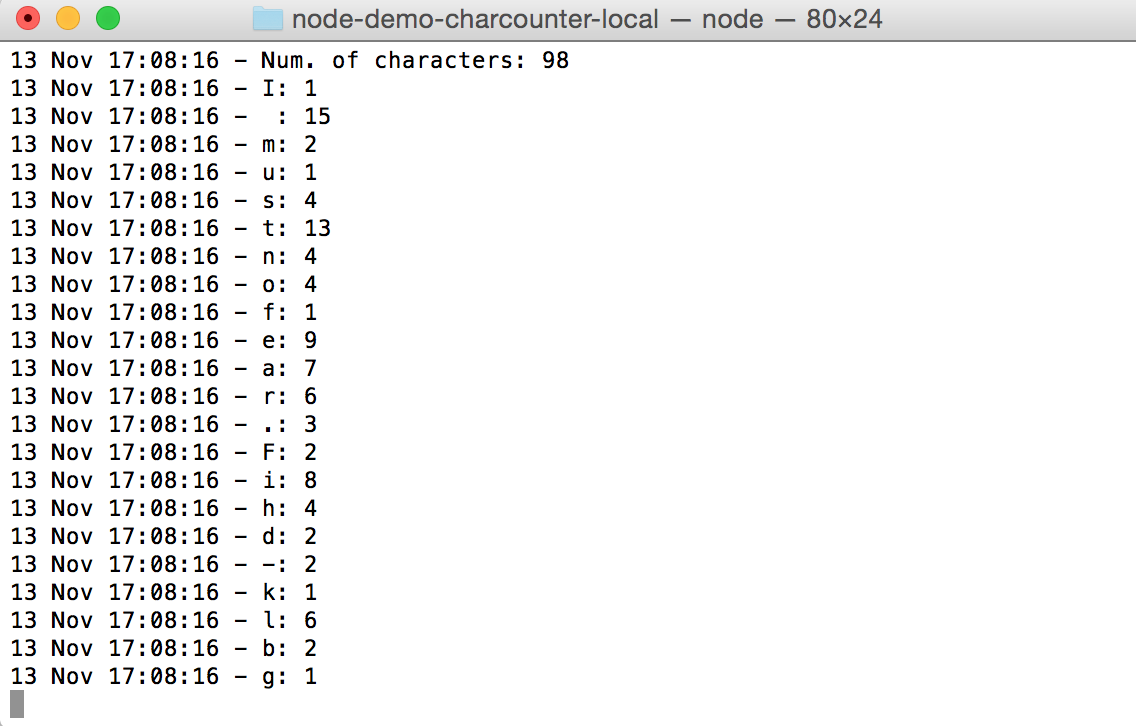 node-demo-charcounter-local — node — 80×24
13 Nov 17:08:16 - Num. of characters: 98
13 Nov 17:08:16 - I: 1
13 Nov 17:08:16 -  : 15
13 Nov 17:08:16 - m: 2
13 Nov 17:08:16 - u: 1
13 Nov 17:08:16 - s: 4
13 Nov 17:08:16 - t: 13
13 Nov 17:08:16 - n: 4
13 Nov 17:08:16 - o: 4
13 Nov 17:08:16 - f: 1
13 Nov 17:08:16 - e: 9
13 Nov 17:08:16 - a: 7
13 Nov 17:08:16 - r: 6
13 Nov 17:08:16 - .: 3
13 Nov 17:08:16 - F: 2
13 Nov 17:08:16 - i: 8
13 Nov 17:08:16 - h: 4
13 Nov 17:08:16 - d: 2
13 Nov 17:08:16 - -: 2
13 Nov 17:08:16 - k: 1
13 Nov 17:08:16 - l: 6
13 Nov 17:08:16 - b: 2
13 Nov 17:08:16 - g: 1